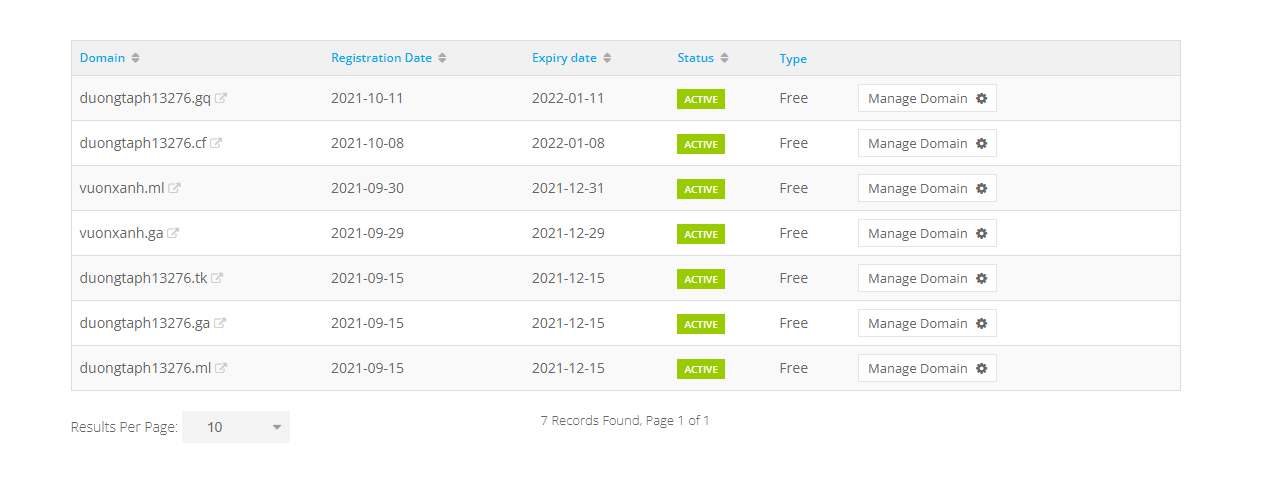 Domain Registration Date Expiry date Status Type
duongtaph13276.gq 2021-10-11 2022-01-11 ACTIVE Free Manage Domain
duongtaph13276.cf 2021-10-08 2022-01-08 ACTIVE Free Manage Domain
vuonxanh.ml 2021-09-30 2021-12-31 ACTIVE Free Manage Domain
vuonxanh.ga 2021-09-29 2021-12-29 ACTIVE Free Manage Domain
duongtaph13276.tk 2021-09-15 2021-12-15 ACTIVE Free Manage Domain
duongtaph13276.ga 2021-09-15 2021-12-15 ACTIVE Free Manage Domain
duongtaph13276.ml 2021-09-15 2021-12-15 ACTIVE Free Manage Domain
Results Per Page: 10 7 Records Found, Page 1 of 1